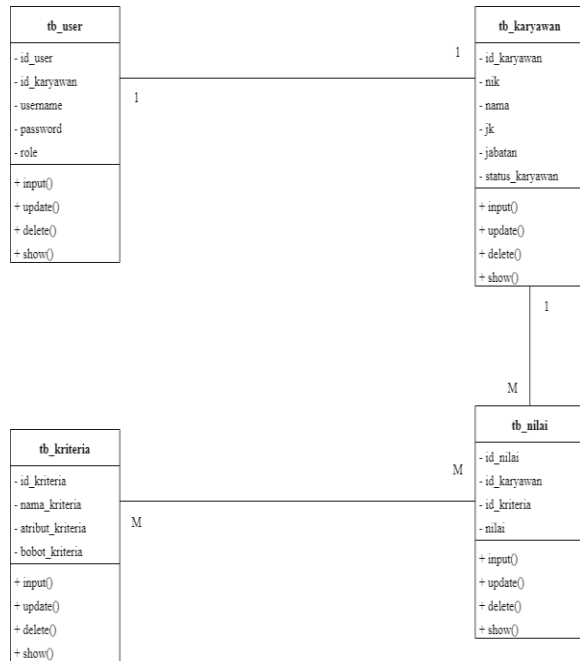 tb_user
- id_user
- id_karyawan
- username
- password
- role
+ input()
+ update()
+ delete()
+ show()
1
1
tb_karyawan
- id_karyawan
- nik
- nama
- jk
- jabatan
- status_karyawan
+ input()
+ update()
+ delete()
+ show()
1
M
tb_kriteria
- id_kriteria
- nama_kriteria
- atribut_kriteria
- bobot_kriteria
+ input()
+ update()
+ delete()
+ show()
M
M
tb_nilai
- id_nilai
- id_karyawan
- id_kriteria
- nilai
+ input()
+ update()
+ delete()
+ show()